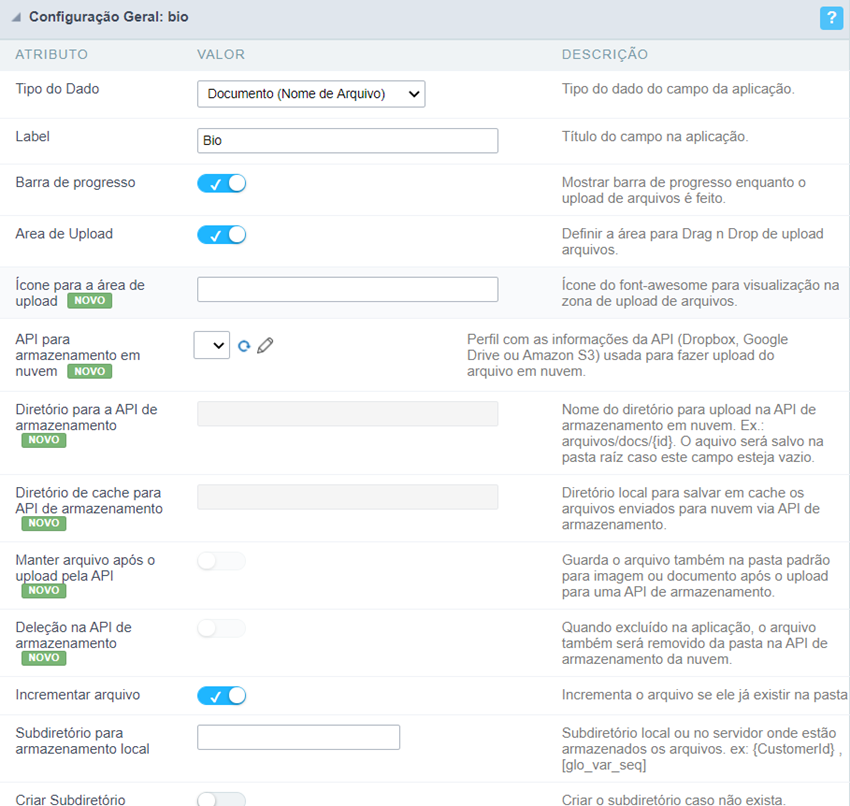 Configuração Geral: bio
?
ATRIBUTO VALOR DESCRIÇÃO
Tipo do Dado
Documento (Nome de Arquivo)
Tipo do dado do campo da aplicação.
Label
Bio
Título do campo na aplicação.
Barra de progresso
Mostrar barra de progresso enquanto o
upload de arquivos é feito.
Area de Upload
Definir a área para Drag n Drop de upload
arquivos.
Ícone para a área de
upload NOVO
Ícone do font-awesome para visualização na
zona de upload de arquivos.
API para
armazenamento em
nuvem NOVO
Perfil com as informações da API (Dropbox, Google
Drive ou Amazon S3) usada para fazer upload do
arquivo em nuvem.
Diretório para a API de
armazenamento
NOVO
Nome do diretório para upload na API de
armazenamento em nuvem. Ex.:
arquivos/docs/{id}. O aquivo será salvo na
pasta raíz caso este campo esteja vazio.
Diretório de cache para
API de armazenamento
NOVO
Diretório local para salvar em cache os
arquivos enviados para nuvem via API de
armazenamento.
Manter arquivo após o
upload pela API
NOVO
Guarda o arquivo também na pasta padrão
para imagem ou documento após o upload
para uma API de armazenamento.
Deleção na API de
armazenamento
NOVO
Quando excluído na aplicação, o arquivo
também será removido da pasta na API de
armazenamento da nuvem.
Incrementar arquivo
Incrementa o arquivo se ele já existir na pasta
Subdiretório para
armazenamento local
Subdiretório local ou no servidor onde estão
armazenados os arquivos. ex: {CustomerId} ,
[glo_var_seq]
Criar Subdiretório
Criar o subdiretório caso não exista.